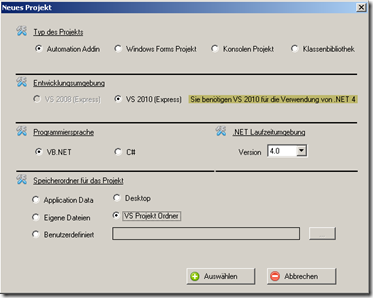 Neues Projekt
Typ des Projekts
Automation Addin
Windows Forms Projekt
Konsolen Projekt
Klassenbibliothek
Entwicklungsumgebung
VS 2008 (Express)
VS 2010 (Express)
Sie benötigen VS 2010 für die Verwendung von .NET 4
Programmiersprache
.NET Laufzeitumgebung
VB.NET
C#
Version
4.0
Speicherordner für das Projekt
Application Data
Desktop
Eigene Dateien
VS Projekt Ordner
Benutzerdefiniert
Auswählen
Abbrechen